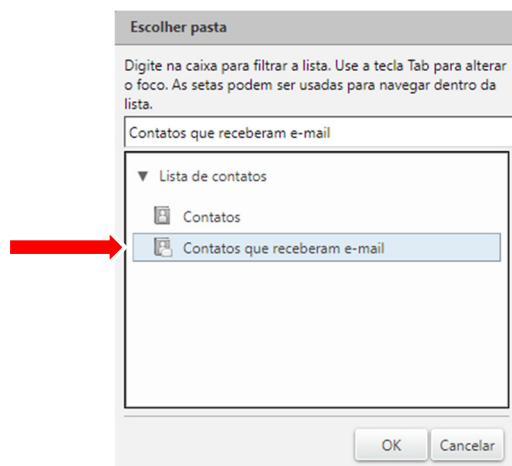 Escolher pasta
Digite na caixa para filtrar a lista. Use a tecla Tab para alterar
o foco. As setas podem ser usadas para navegar dentro da
lista.
Contatos que receberam e-mail
Lista de contatos
Contatos
Contatos que receberam e-mail
OK Cancelar